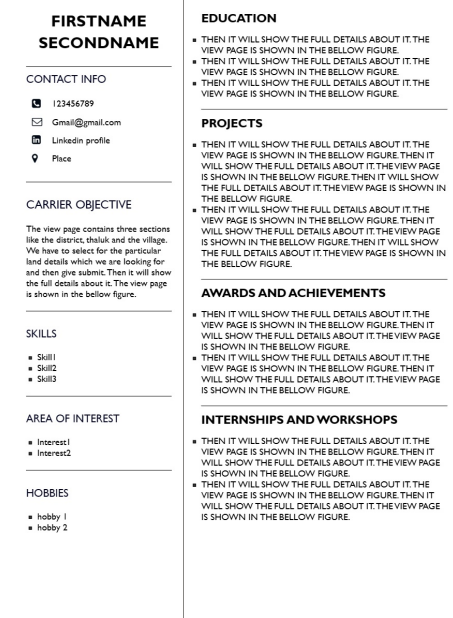 FIRSTNAME
SECONDNAME
CONTACT INFO
123456789
Gmail@gmail.com
Linkedin profile
Place
CARRIER OBJECTIVE
The view page contains three sections
like the district, thaluk and the village.
We have to select for the particular
land details which we are looking for
and then give submit. Then it will show
the full details about it. The view page
is shown in the bellow figure.
SKILLS
Skill1
Skill2
Skill3
AREA OF INTEREST
Interest1
Interest2
HOBBIES
hobby 1
hobby 2
EDUCATION
THEN IT WILL SHOW THE FULL DETAILS ABOUT IT. THE
VIEW PAGE IS SHOWN IN THE BELLOW FIGURE.
THEN IT WILL SHOW THE FULL DETAILS ABOUT IT. THE
VIEW PAGE IS SHOWN IN THE BELLOW FIGURE.
THEN IT WILL SHOW THE FULL DETAILS ABOUT IT. THE
VIEW PAGE IS SHOWN IN THE BELLOW FIGURE.
PROJECTS
THEN IT WILL SHOW THE FULL DETAILS ABOUT IT. THE
VIEW PAGE IS SHOWN IN THE BELLOW FIGURE. THEN IT
WILL SHOW THE FULL DETAILS ABOUT IT. THE VIEW PAGE
IS SHOWN IN THE BELLOW FIGURE. THEN IT WILL SHOW
THE FULL DETAILS ABOUT IT. THE VIEW PAGE IS SHOWN IN
THE BELLOW FIGURE.
THEN IT WILL SHOW THE FULL DETAILS ABOUT IT. THE
VIEW PAGE IS SHOWN IN THE BELLOW FIGURE. THEN IT
WILL SHOW THE FULL DETAILS ABOUT IT. THE VIEW PAGE
IS SHOWN IN THE BELLOW FIGURE. THEN IT WILL SHOW
THE FULL DETAILS ABOUT IT. THE VIEW PAGE IS SHOWN IN
THE BELLOW FIGURE.
AWARDS AND ACHIEVEMENTS
THEN IT WILL SHOW THE FULL DETAILS ABOUT IT. THE
VIEW PAGE IS SHOWN IN THE BELLOW FIGURE. THEN IT
WILL SHOW THE FULL DETAILS ABOUT IT. THE VIEW PAGE
IS SHOWN IN THE BELLOW FIGURE.
THEN IT WILL SHOW THE FULL DETAILS ABOUT IT. THE
VIEW PAGE IS SHOWN IN THE BELLOW FIGURE. THEN IT
WILL SHOW THE FULL DETAILS ABOUT IT. THE VIEW PAGE
IS SHOWN IN THE BELLOW FIGURE.
INTERNSHIPS AND WORKSHOPS
THEN IT WILL SHOW THE FULL DETAILS ABOUT IT. THE
VIEW PAGE IS SHOWN IN THE BELLOW FIGURE. THEN IT
WILL SHOW THE FULL DETAILS ABOUT IT. THE VIEW PAGE
IS SHOWN IN THE BELLOW FIGURE.
THEN IT WILL SHOW THE FULL DETAILS ABOUT IT. THE
VIEW PAGE IS SHOWN IN THE BELLOW FIGURE. THEN IT
WILL SHOW THE FULL DETAILS ABOUT IT. THE VIEW PAGE
IS SHOWN IN THE BELLOW FIGURE.